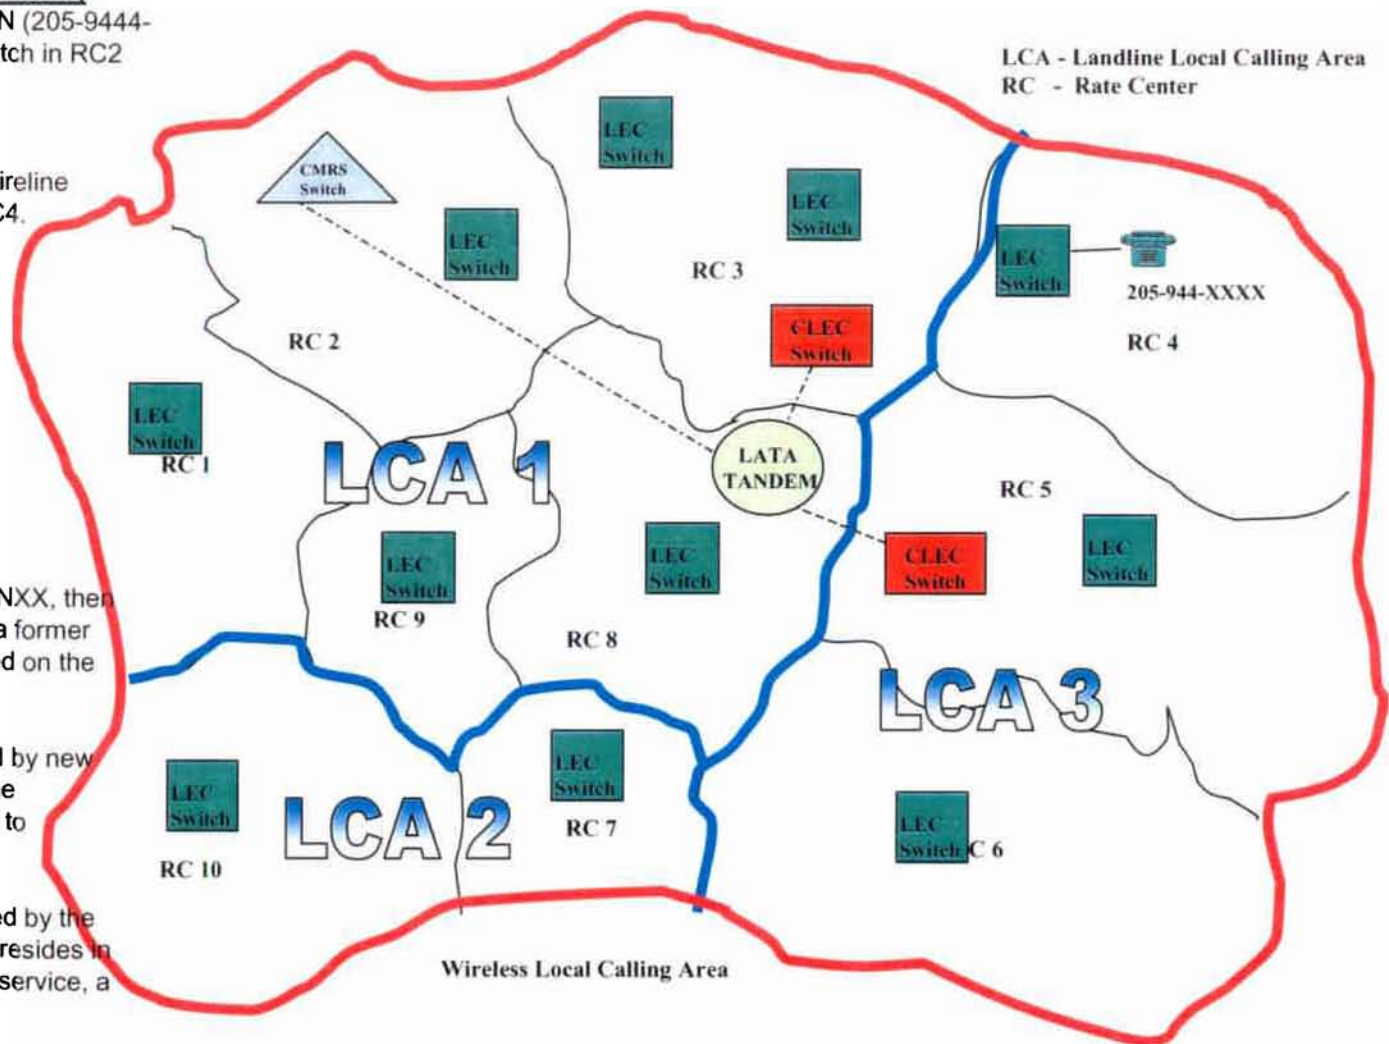 N (205-9444-
tch in RC2
ireline
C4.
NXX, then
a former
ed on the
l by new
e
to
ed by the
resides in
service, a
LCA - Landline Local Calling Area
RC - Rate Center
CMRS
Switch
LEC
Switch
LEC
Switch
LEC
Switch
LEC
Switch
205-944-XXXX
RC 3
RC 4
RC 2
CLEC
Switch
LEC
Switch
RC 1
LCA 1
LATA
TANDEM
RC 5
LEC
Switch
RC 9
LEC
Switch
RC 8
CLEC
Switch
LEC
Switch
LCA 3
LEC
Switch
RC 10
LCA 2
LEC
Switch
RC 7
LEC
Switch
C 6
Wireless Local Calling Area